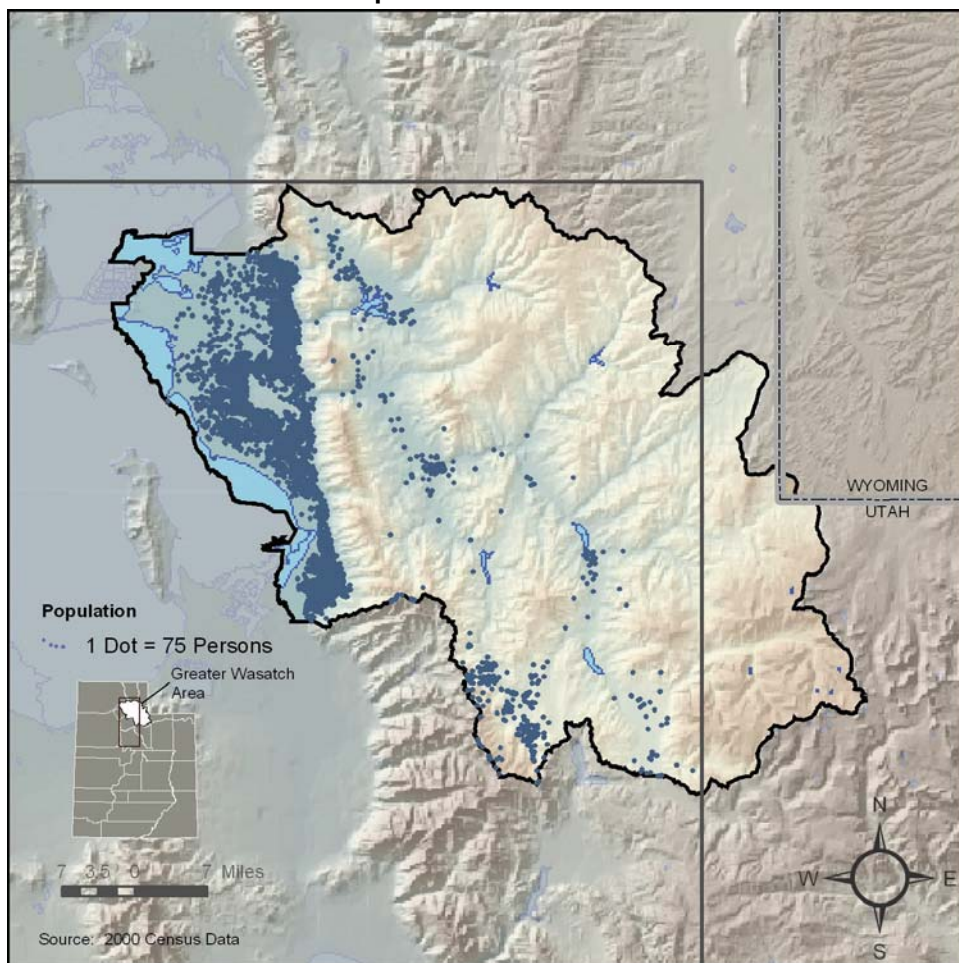 WYOMING
UTAH
Population
1 Dot = 75 Persons
Greater Wasatch
Area
7 3.5 0 7 Miles
Source: 2000 Census Data
N
W E
S